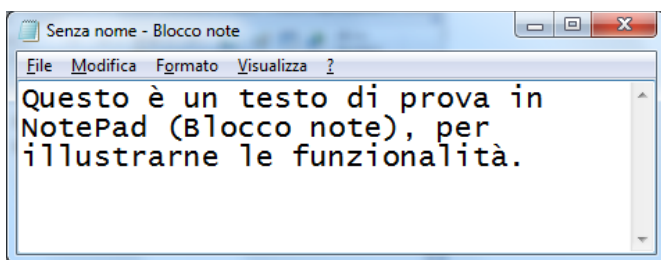 Senza nome - Blocco note
File Modifica Formato Visualizza ?
Questo è un testo di prova in
NotePad (Blocco note), per
illustrarne le funzionalità.